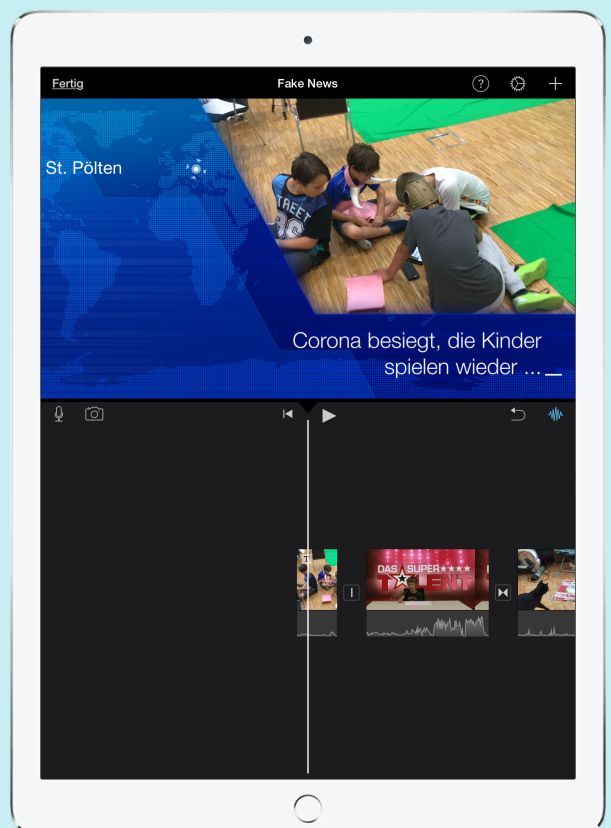 Fertig
Fake News
?
St. Pölten
STREET
Corona besiegt, die Kinder
spielen wieder ...
T
DAS SUPER
TALENT